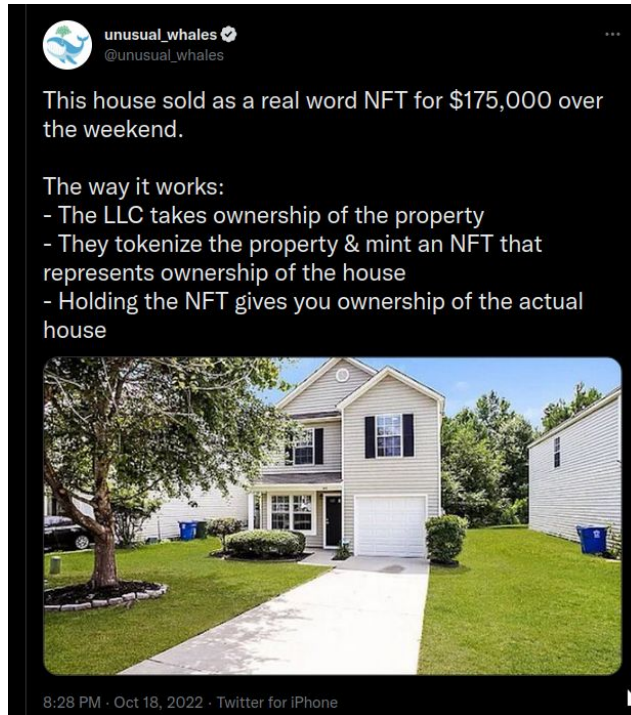 unusual_whales
@unusual_whales
This house sold as a real word NFT for $175,000 over
the weekend.
The way it works:
- The LLC takes ownership of the property
- They tokenize the property & mint an NFT that
represents ownership of the house
- Holding the NFT gives you ownership of the actual
house
8:28 PM · Oct 18, 2022 · Twitter for iPhone